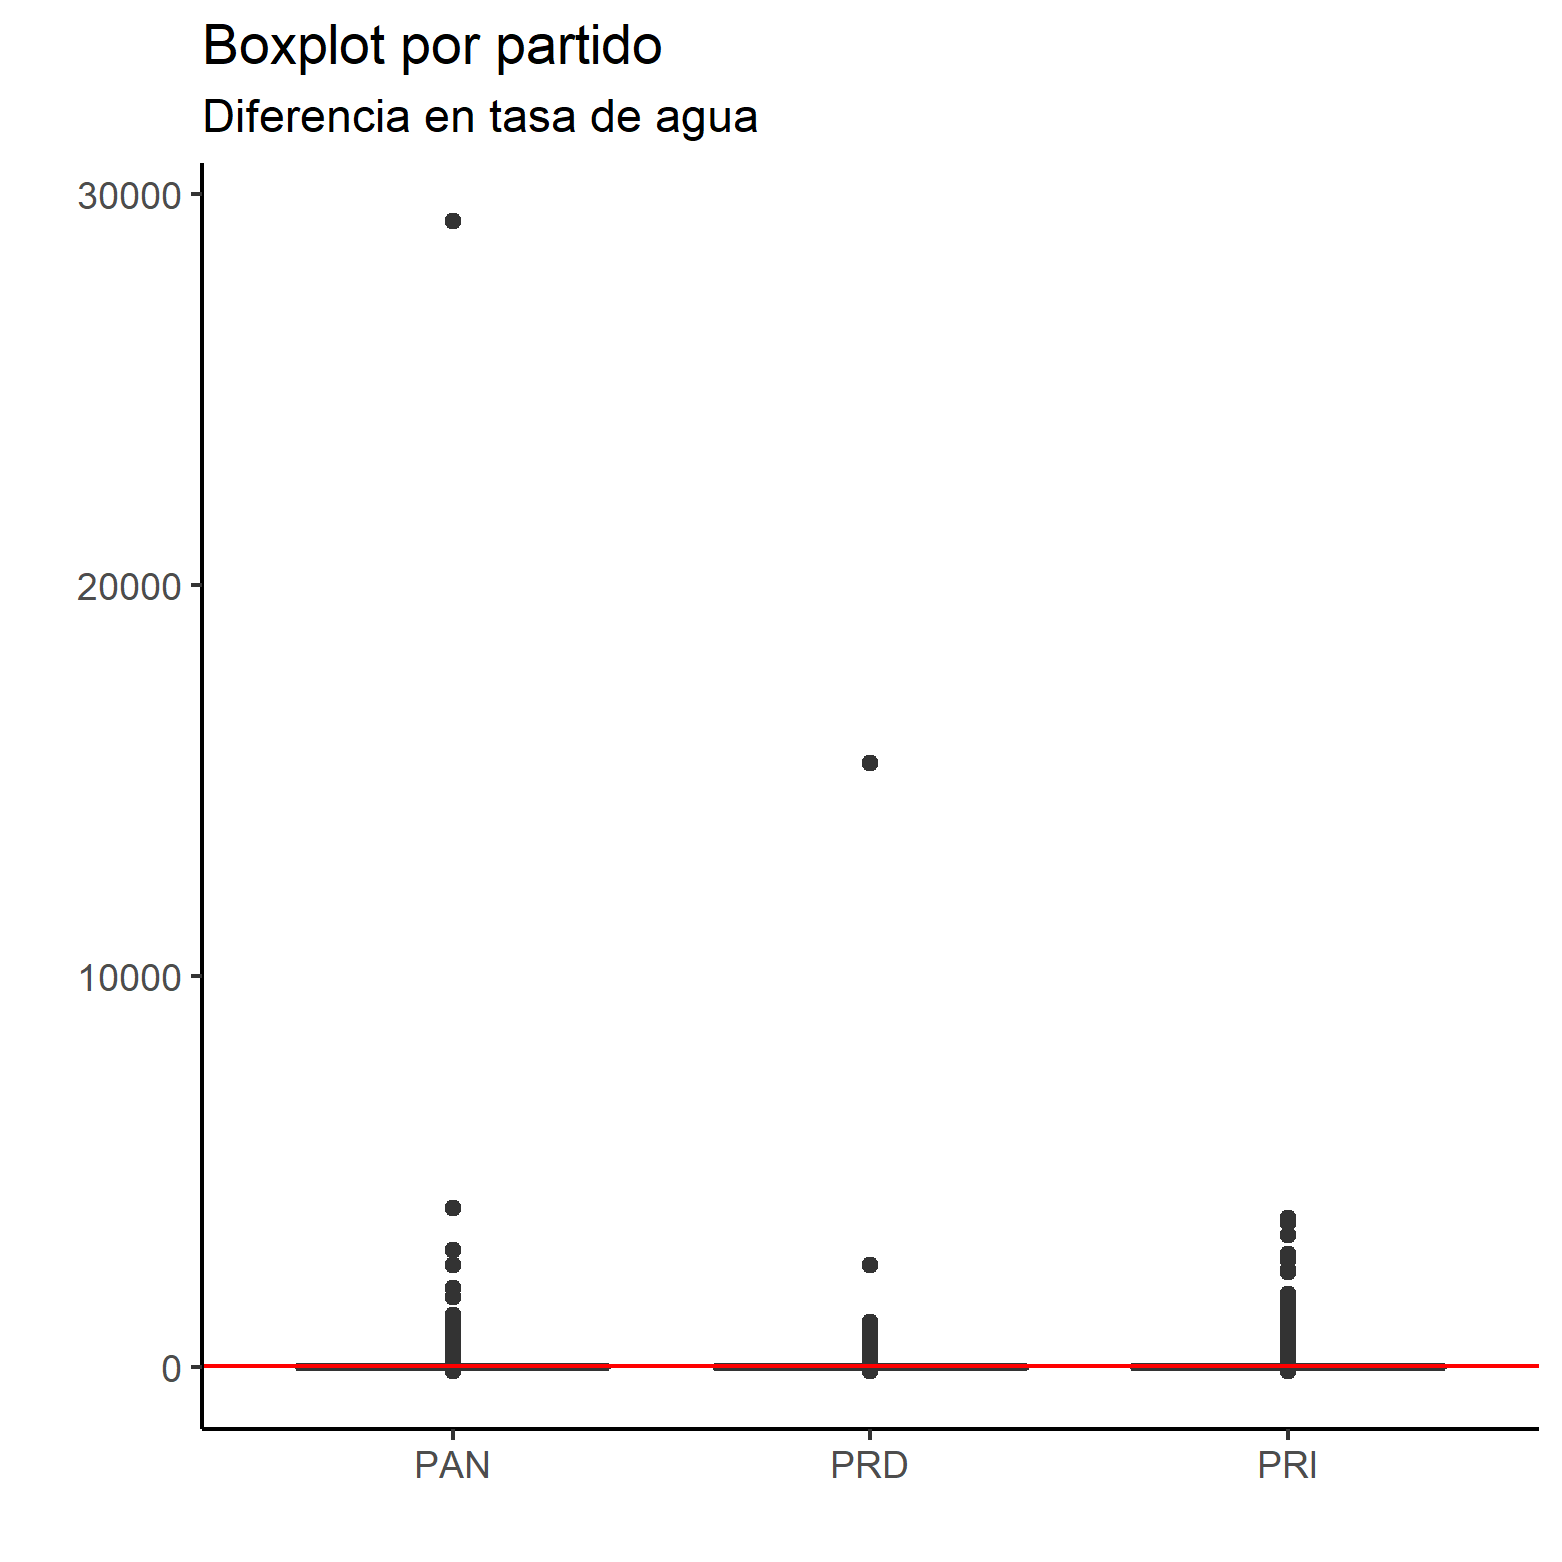 Boxplot por partido
Diferencia en tasa de agua
30000
20000
10000
0
PAN PRD PRI